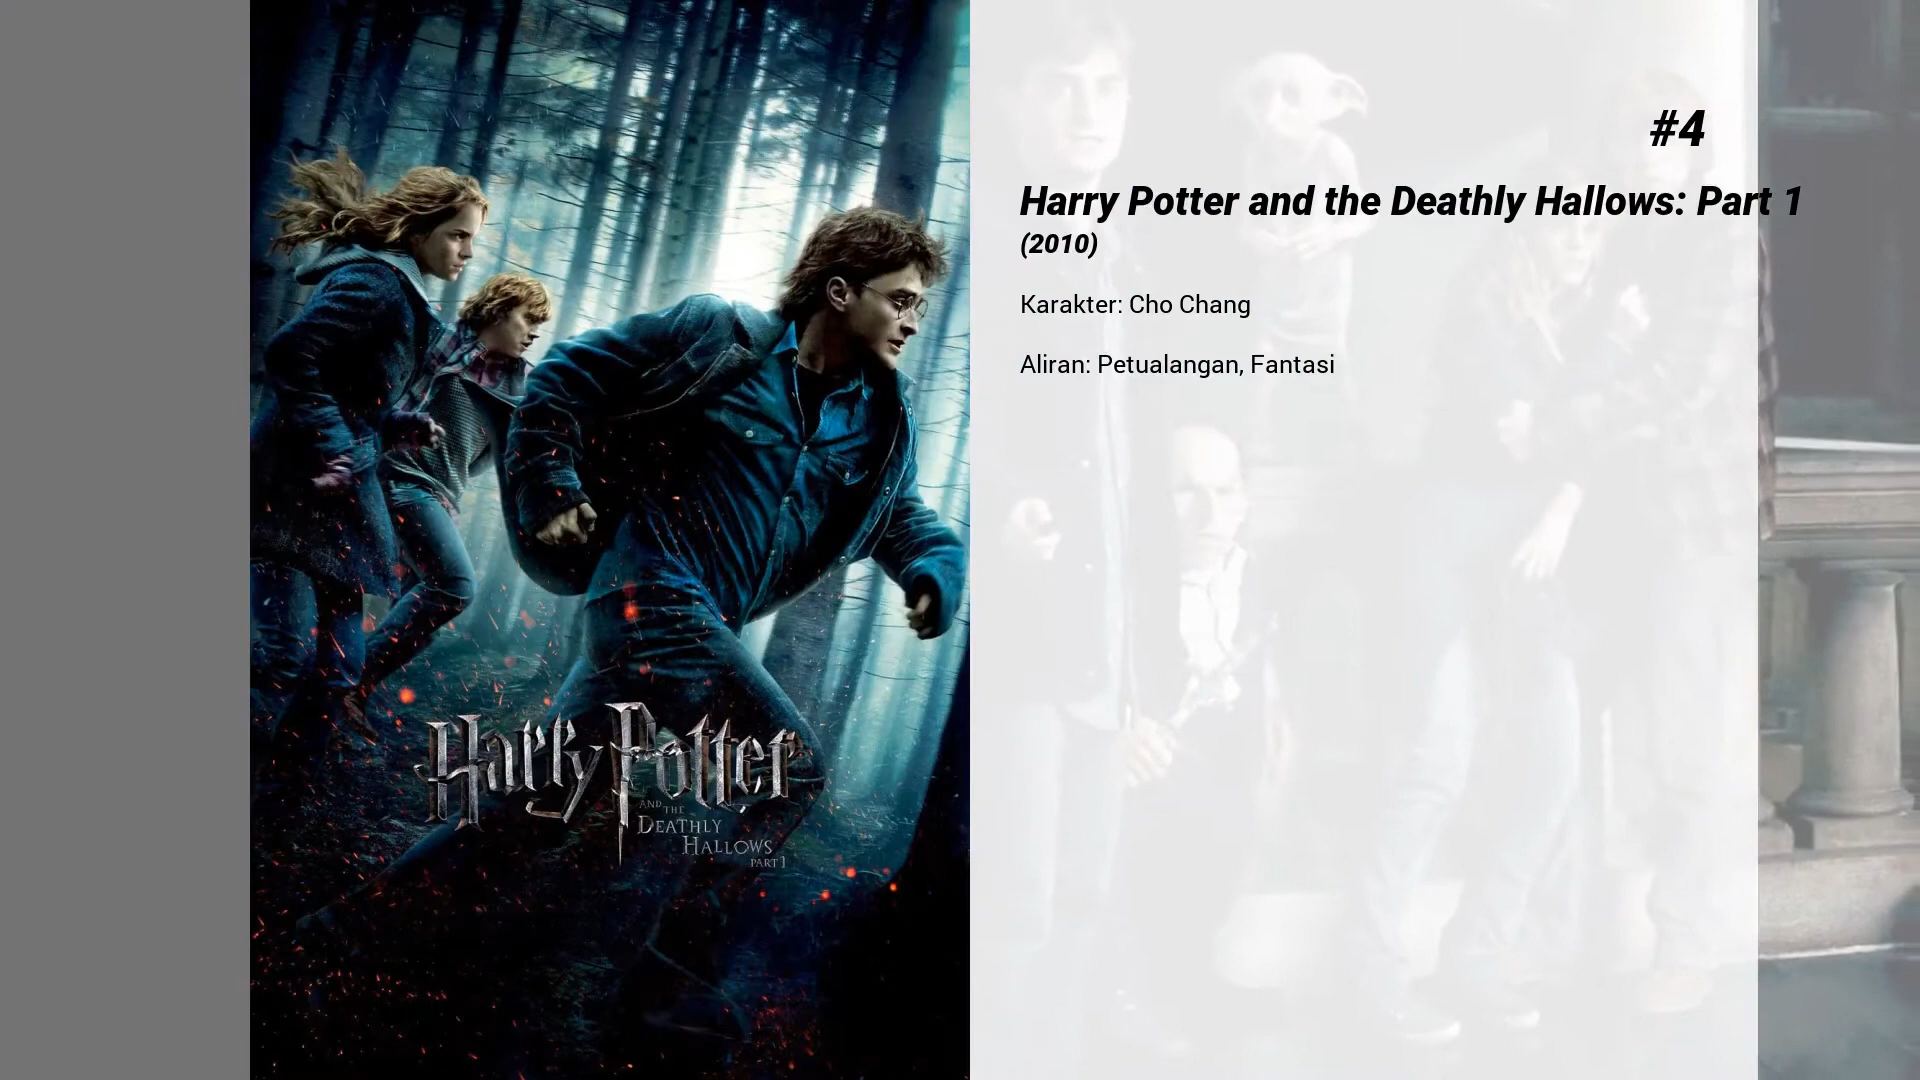 Harry Potter
AND THE
DEATHLY
HALLOWS
PART 1
#4
Harry Potter and the Deathly Hallows: Part 1
(2010)
Karakter: Cho Chang
Aliran: Petualangan, Fantasi